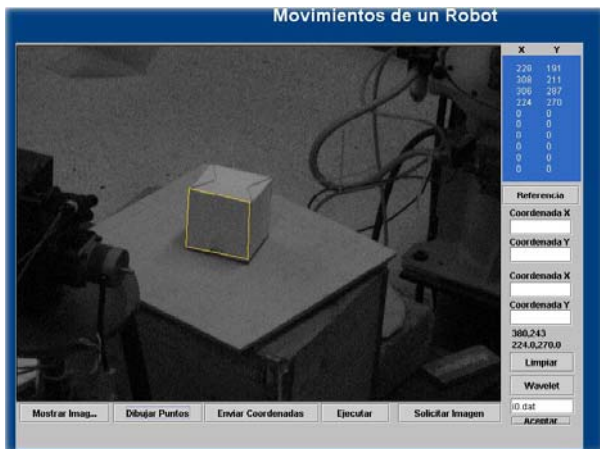 Movimientos de un Robot
X Y
228 191
308 211
306 287
224 270
0 0
0 0
0 0
0 0
0 0
0 0
Referencia
Coordenada X
Coordenada Y
Coordenada X
Coordenada Y
380,243
224.0,270.0
Limpiar
Wavelet
i0.dat
Aceptar
Mostrar Imag... Dibujar Puntos Enviar Coordenadas Ejecutar Solicitar Imagen